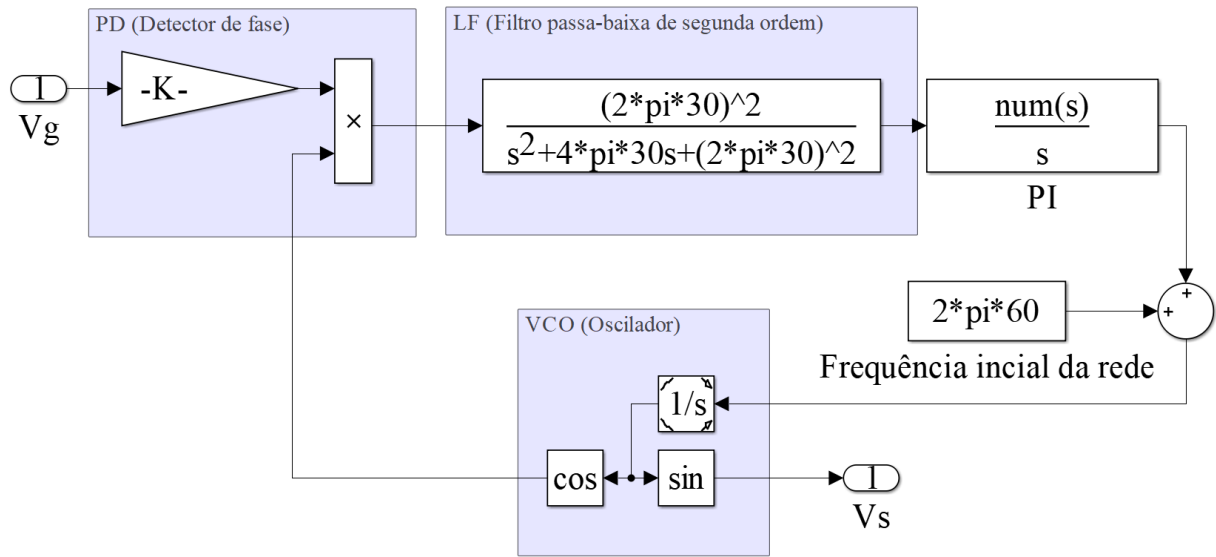 PD (Detector de fase)
LF (Filtro passa-baixa de segunda ordem)
1
Vg
-K-
×
(2*pi*30)^2
s2+4*pi*30s+(2*pi*30)^2
num(s)
s
PI
+
+
2*pi*60
Frequência incial da rede
VCO (Oscilador)
1/s
cos
sin
1
Vs